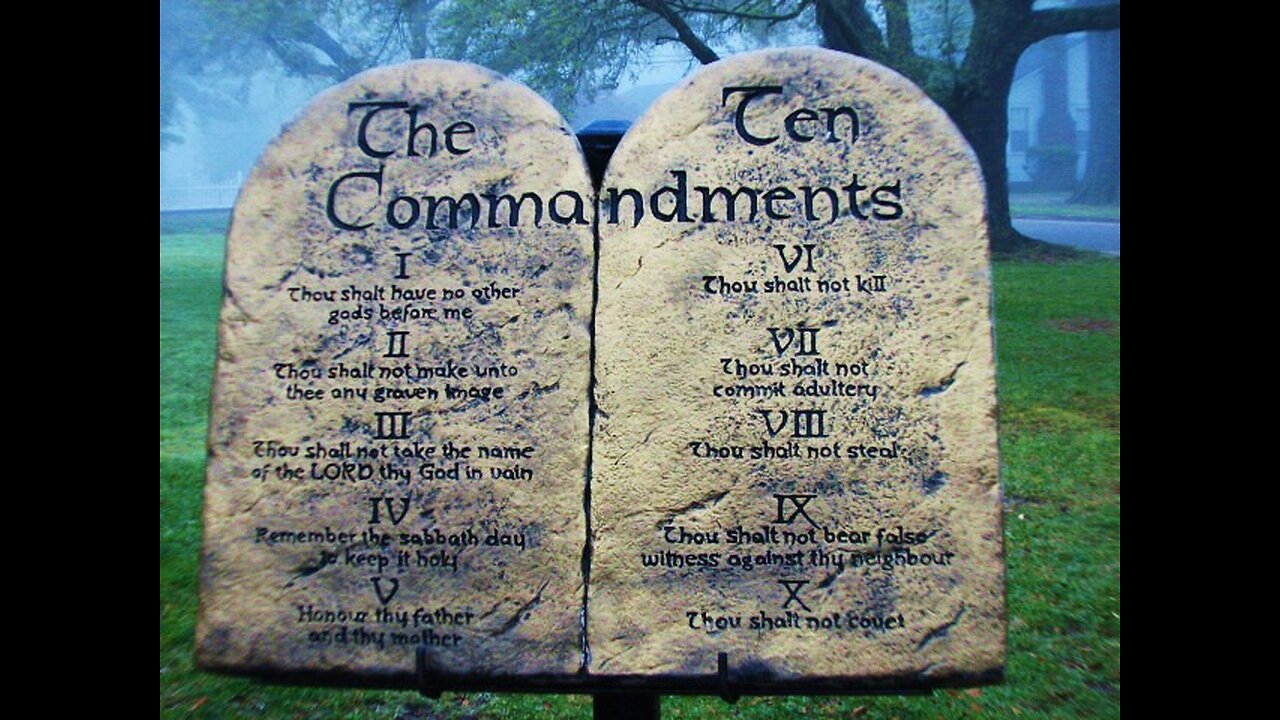 The Ten
Commandments
I
Thou shalt have no other
gods before me
II
Thou shall not make unto
thee any graven image
III
Thou shall not take the name
of the LORD thy God in vain
IV
Remember the sabbath day
to keep it holy
V
Honour thy father
and thy mother
VI
Thou shalt not kill
VII
Thou shalt not
commit adultery
VIII
Thou shalt not steal
IX
Thou shalt not bear false
witness against thy neighbour
X
Thou shalt not covet